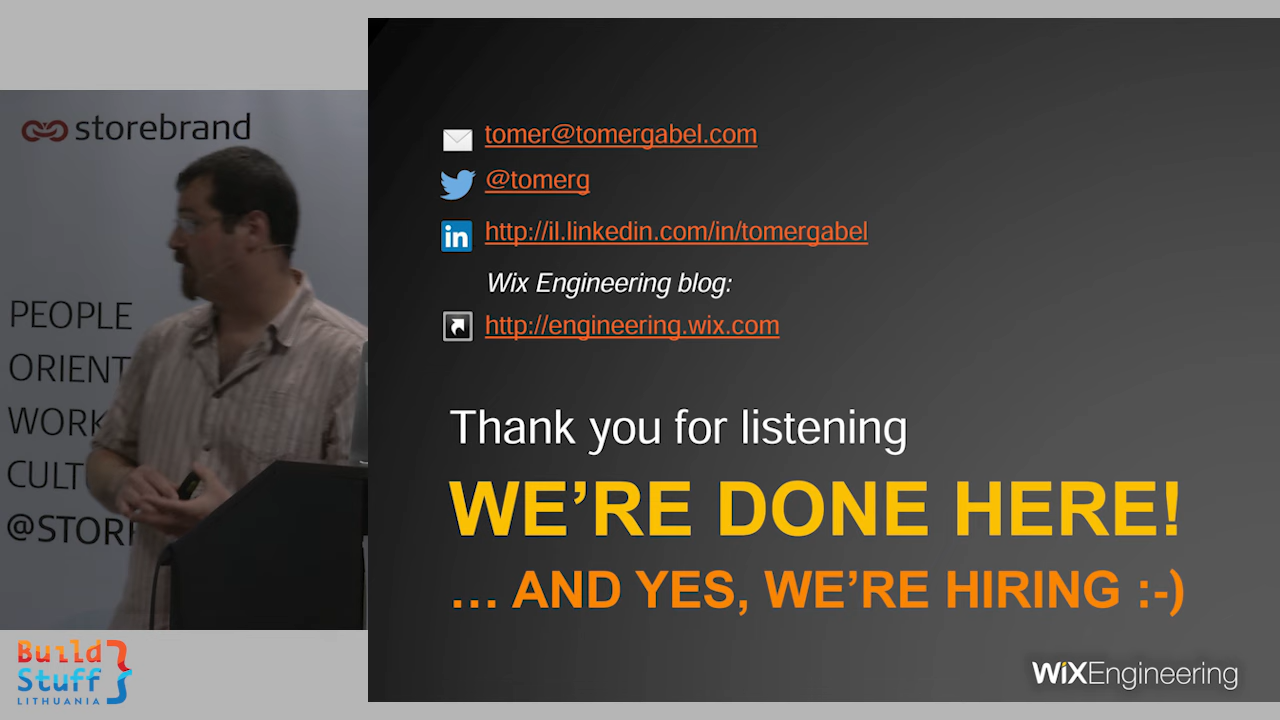 storebrand
PEOPLE
ORIENT
WORK
CULT
@STOR
tomer@tomergabel.com
@tomerg
in
http://il.linkedin.com/in/tomergabel
Wix Engineering blog:
http://engineering.wix.com
Thank you for listening
WE’RE DONE HERE!
... AND YES, WE’RE HIRING :-)
WiXEngineering
Build
Stuff
LITHUANIA